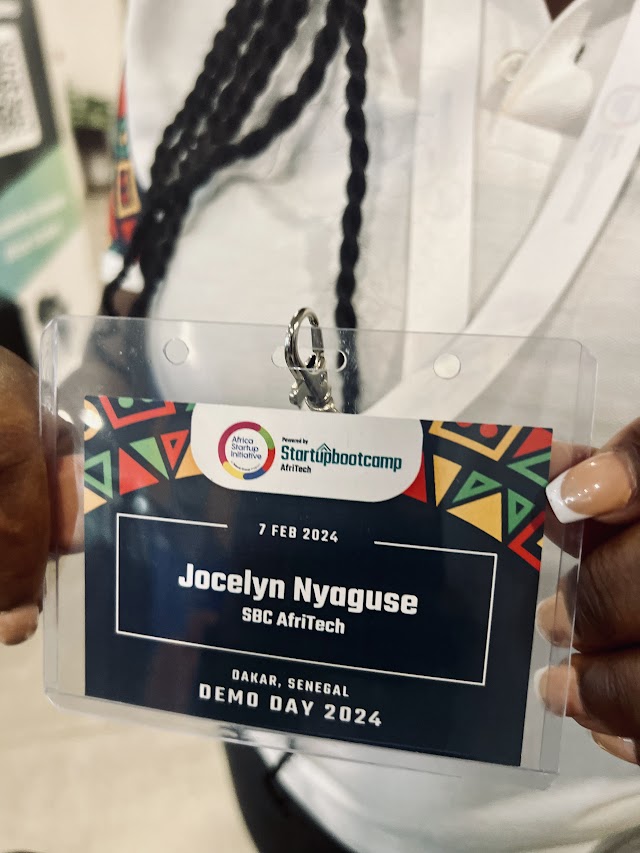 Africa
Startup
Initiative
Powered by
Startupbootcamp
AfriTech
7 FEB 2024
Jocelyn Nyaguse
SBC AfriTech
DAKAR, SENEGAL
DEMO DAY 2024